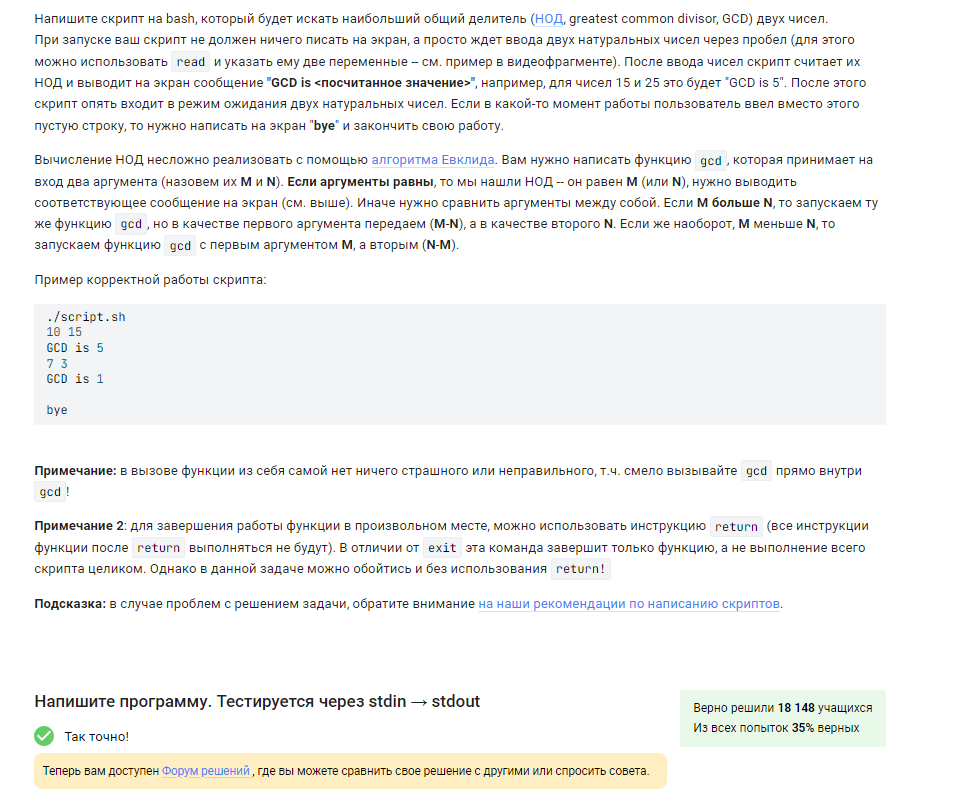 Напишите скрипт на bash, который будет искать наибольший общий делитель (НОД, greatest common divisor, GCD) двух чисел.
При запуске ваш скрипт не должен ничего писать на экран, а просто ждет ввода двух натуральных чисел через пробел (для этого
можно использовать read и указать ему две переменные -- см. пример в видеофрагменте). После ввода чисел скрипт считает их
НОД и выводит на экран сообщение "GCD is <посчитанное значение>", например, для чисел 15 и 25 это будет "GCD is 5". После этого
скрипт опять входит в режим ожидания двух натуральных чисел. Если в какой-то момент работы пользователь ввел вместо этого
пустую строку, то нужно написать на экран "bye" и закончить свою работу.
Вычисление НОД несложно реализовать с помощью алгоритма Евклида. Вам нужно написать функцию gcd, которая принимает на
вход два аргумента (назовем их M и N). Если аргументы равны, то мы нашли НОД -- он равен M (или N), нужно выводить
соответствующее сообщение на экран (см. выше). Иначе нужно сравнить аргументы между собой. Если M больше N, то запускаем ту
же функцию gcd, но в качестве первого аргумента передаем (M-N), а в качестве второго N. Если же наоборот, M меньше N, то
запускаем функцию gcd с первым аргументом M, а вторым (N-M).
Пример корректной работы скрипта:
./script.sh
10 15
GCD is 5
7 3
GCD is 1
bye
Примечание: в вызове функции из себя самой нет ничего страшного или неправильного, т.ч. смело вызывайте gcd прямо внутри
gcd!
Примечание 2: для завершения работы функции в произвольном месте, можно использовать инструкцию return (все инструкции
функции после return выполняться не будут). В отличии от exit эта команда завершит только функцию, а не выполнение всего
скрипта целиком. Однако в данной задаче можно обойтись и без использования return!
Подсказка: в случае проблем с решением задачи, обратите внимание на наши рекомендации по написанию скриптов.
Напишите программу. Тестируется через stdin → stdout
Верно решили 18 148 учащихся
Из всех попыток 35% верных
Так точно!
Теперь вам доступен Форум решений, где вы можете сравнить свое решение с другими или спросить совета.